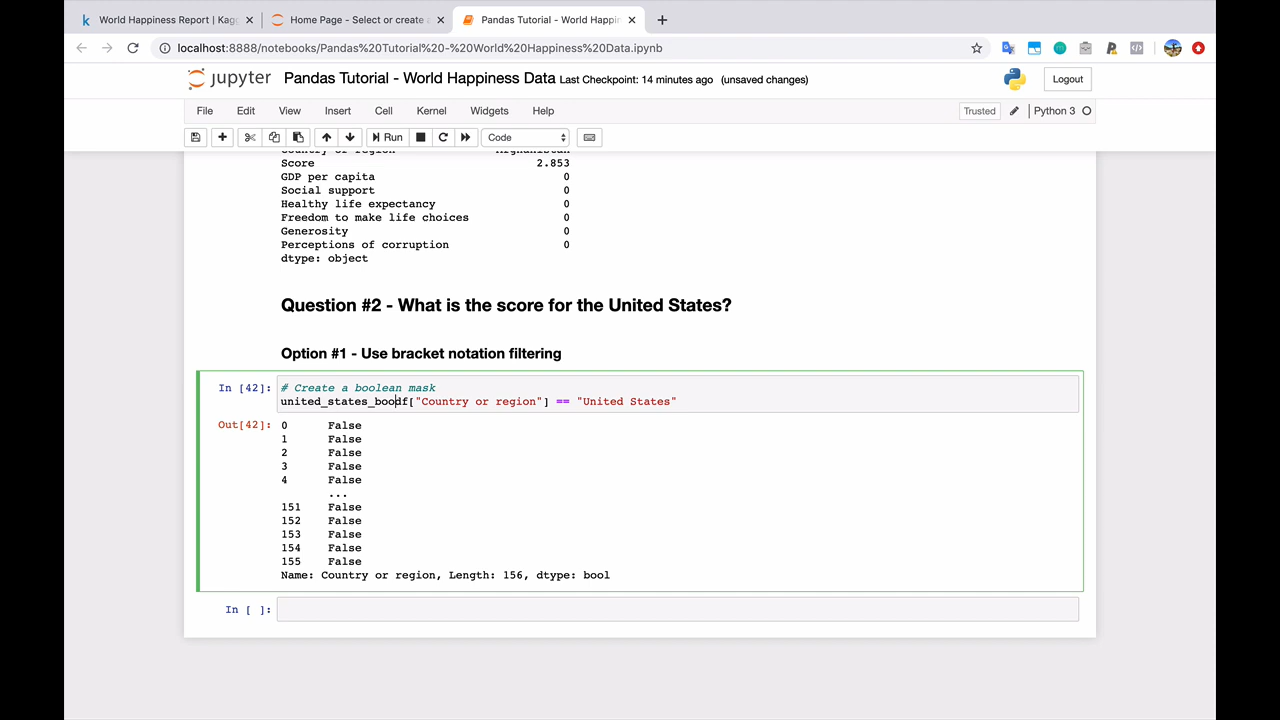 World Happiness Report | Kag
Home Page - Select or create a
Pandas Tutorial - World Happin
localhost:8888/notebooks/Pandas%20Tutorial%20-%20World%20Happiness%20Data.ipynb
jupyter Pandas Tutorial - World Happiness Data Last Checkpoint: 14 minutes ago (unsaved changes) Logout
File Edit View Insert Cell Kernel Widgets Help Trusted Python 3
Run Code
Country or region Afghanistan
Score 2.853
GDP per capita 0
Social support 0
Healthy life expectancy 0
Freedom to make life choices 0
Generosity 0
Perceptions of corruption 0
dtype: object
Question #2 - What is the score for the United States?
Option #1 - Use bracket notation filtering
In [42]: # Create a boolean mask
united_states_boodf["Country or region"] == "United States"
Out[42]: 0 False
1 False
2 False
3 False
4 False
...
151 False
152 False
153 False
154 False
155 False
Name: Country or region, Length: 156, dtype: bool
In [ ]: